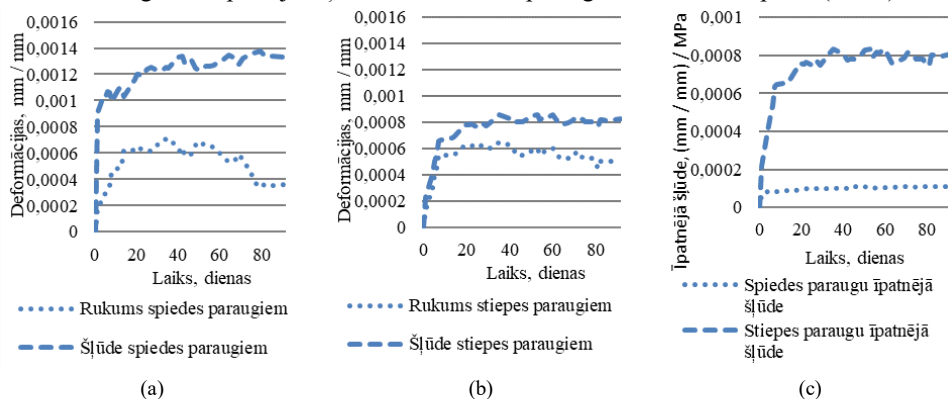 0,0016
0,0014
0,0012
0,001
0,0008
0,0006
0,0004
0,0002
0
Deformācijas, mm / mm
0 20 40 60 80
Laiks, dienas
Rukums spiedes paraugiem
Šļūde spiedes paraugiem
(a)
0,0016
0,0014
0,0012
0,001
0,0008
0,0006
0,0004
0,0002
0
Deformācijas, mm / mm
0 20 40 60 80
Laiks, dienas
Rukums stiepes paraugiem
Šļūde stiepes paraugiem
(b)
0,001
0,0008
0,0006
0,0004
0,0002
0
Īpatnējā šļūde, (mm / mm) / MPa
0 20 40 60 80
Laiks, dienas
Spiedes paraugu īpatnējā
šļūde
Stiepes paraugu īpatnējā
šļūde
(c)